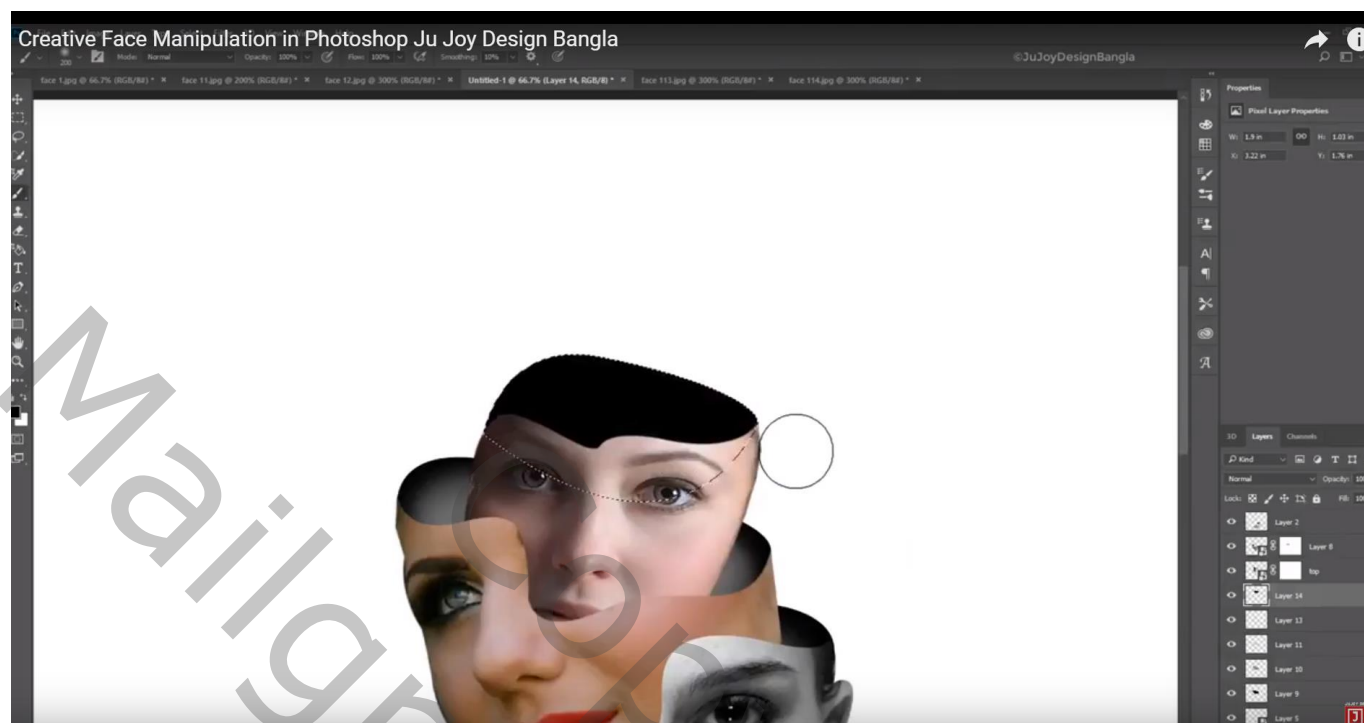 Creative Face Manipulation in Photoshop Ju Joy Design Bangla
200 Mode: Normal Opacity: 100% Flow: 100% Smoothing: 10%
©JuJoyDesignBangla
face 1.jpg @ 66.7% (RGB/8#) * × face 11.jpg @ 200% (RGB/8#) * × face 12.jpg @ 300% (RGB/8#) * × Untitled-1 @ 66.7% (Layer 14, RGB/8) * × face 113.jpg @ 300% (RGB/8#) * × face 114.jpg @ 300% (RGB/8#) * ×
Properties
Pixel Layer Properties
W: 1.9 in H: 1.03 in
X: 3.22 in Y: 1.76 in
3D Layers Channels
Kind
Normal Opacity: 10
Lock: Fill: 10
Layer 2
Layer 8
top
Layer 14
Layer 13
Layer 11
Layer 10
Layer 9
Layer 5